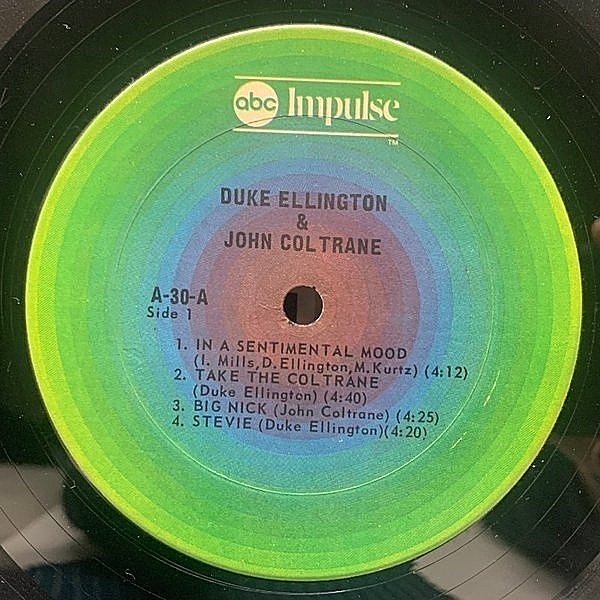 abc Impulse
TM
DUKE ELLINGTON
&
JOHN COLTRANE
A-30-A
Side 1
1. IN A SENTIMENTAL MOOD
(I. Mills, D. Ellington, M. Kurtz) (4:12)
2. TAKE THE COLTRANE
(Duke Ellington) (4:40)
3. BIG NICK (John Coltrane) (4:25)
4. STEVIE (Duke Ellington)(4:20)